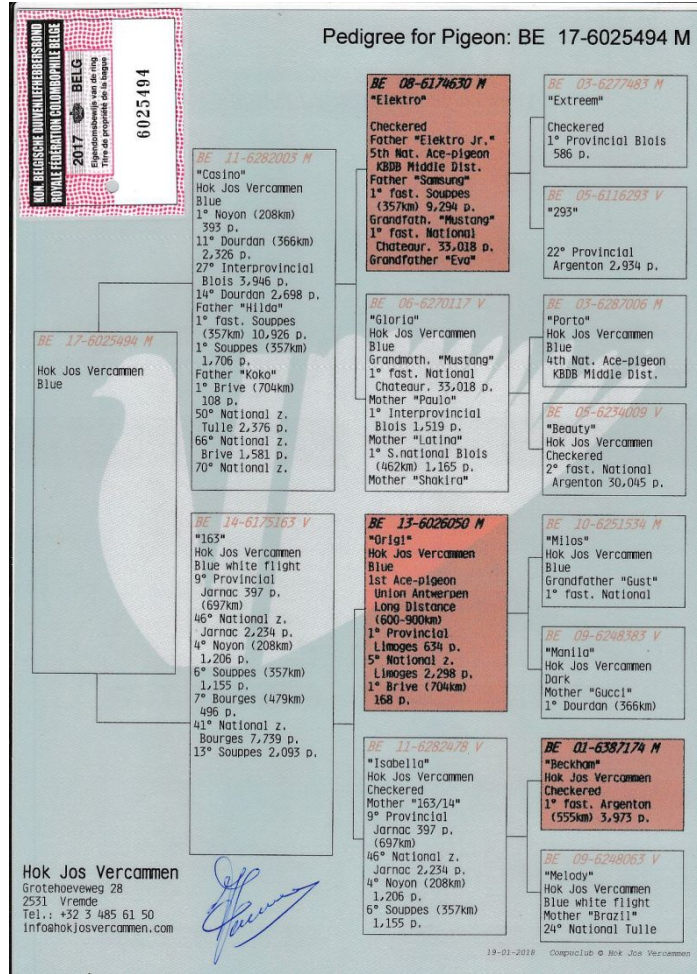 KON. BELGISCHE DUIVENLIEFHEBBERSBOND
ROYALE FEDERATION COLOMBOPHILE BELGE
2017 BELG
Eigendomsbewijs van de ring
Titre de propriété de la bague
6025494
Pedigree for Pigeon: BE 17-6025494 M
BE 17-6025494 M
Hok Jos Vercammen
Blue
BE 11-6282003 M
"Casino"
Hok Jos Vercammen
Blue
1° Noyon (208km)
393 p.
11° Dourdan (366km)
2,326 p.
27° Interprovincial
Blois 3,946 p.
14° Dourdan 2,698 p.
Father "Hilda"
1° fast. Souppes
(357km) 10,926 p.
1° Souppes (357km)
1,706 p.
Father "Koko"
1° Brive (704km)
108 p.
50° National z.
Tulle 2,376 p.
66° National z.
Brive 1,581 p.
70° National z.
BE 14-6175163 V
"163"
Hok Jos Vercammen
Blue white flight
9° Provincial
Jarnac 397 p.
(697km)
46° National z.
Jarnac 2,234 p.
4° Noyon (208km)
1,206 p.
6° Souppes (357km)
1,155 p.
7° Bourges (479km)
496 p.
41° National z.
Bourges 7,739 p.
13° Souppes 2,093 p.
BE 08-6174630 M
"Elektro"
Checkered
Father "Elektro Jr."
5th Nat. Ace-pigeon
KBDB Middle Dist.
Father "Samsung"
1° fast. Souppes
(357km) 9,294 p.
Grandfath. "Mustang"
1° fast. National
Chateaur. 33,018 p.
Grandfather "Eva"
BE 06-6270117 V
"Gloria"
Hok Jos Vercammen
Blue
Grandmoth. "Mustang"
1° fast. National
Chateaur. 33,018 p.
Mother "Paulo"
1° Interprovincial
Blois 1,519 p.
Mother "Latina"
1° S.national Blois
(462km) 1,165 p.
Mother "Shakira"
BE 13-6026050 M
"Origi"
Hok Jos Vercammen
Blue
1st Ace-pigeon
Union Antwerpen
Long Distance
(600-900km)
1° Provincial
Limoges 634 p.
5° National z.
Limoges 2,298 p.
1° Brive (704km)
168 p.
BE 11-6282478 V
"Isabella"
Hok Jos Vercammen
Checkered
Mother "163/14"
9° Provincial
Jarnac 397 p.
(697km)
46° National z.
Jarnac 2,234 p.
4° Noyon (208km)
1,206 p.
6° Souppes (357km)
1,155 p.
BE 03-6277483 M
"Extreem"
Checkered
1° Provincial Blois
586 p.
BE 05-6116293 V
"293"
22° Provincial
Argenton 2,934 p.
BE 03-6287006 M
"Porto"
Hok Jos Vercammen
Blue
4th Nat. Ace-pigeon
KBDB Middle Dist.
BE 05-6234009 V
"Beauty"
Hok Jos Vercammen
Checkered
2° fast. National
Argenton 30,045 p.
BE 10-6251534 M
"Milos"
Hok Jos Vercammen
Blue
Grandfather "Gust"
1° fast. National
BE 09-6248383 V
"Manila"
Hok Jos Vercammen
Dark
Mother "Gucci"
1° Dourdan (366km)
BE 01-6387174 M
"Beckham"
Hok Jos Vercammen
Checkered
1° fast. Argenton
(555km) 3,973 p.
BE 09-6248063 V
"Melody"
Hok Jos Vercammen
Blue white flight
Mother "Brazil"
24° National Tulle
Hok Jos Vercammen
Grotehoeveweg 28
2531 Vremde
Tel.: +32 3 485 61 50
info@hokjosvercammen.com
19-01-2018 Compuclub © Hok Jos Vercammen